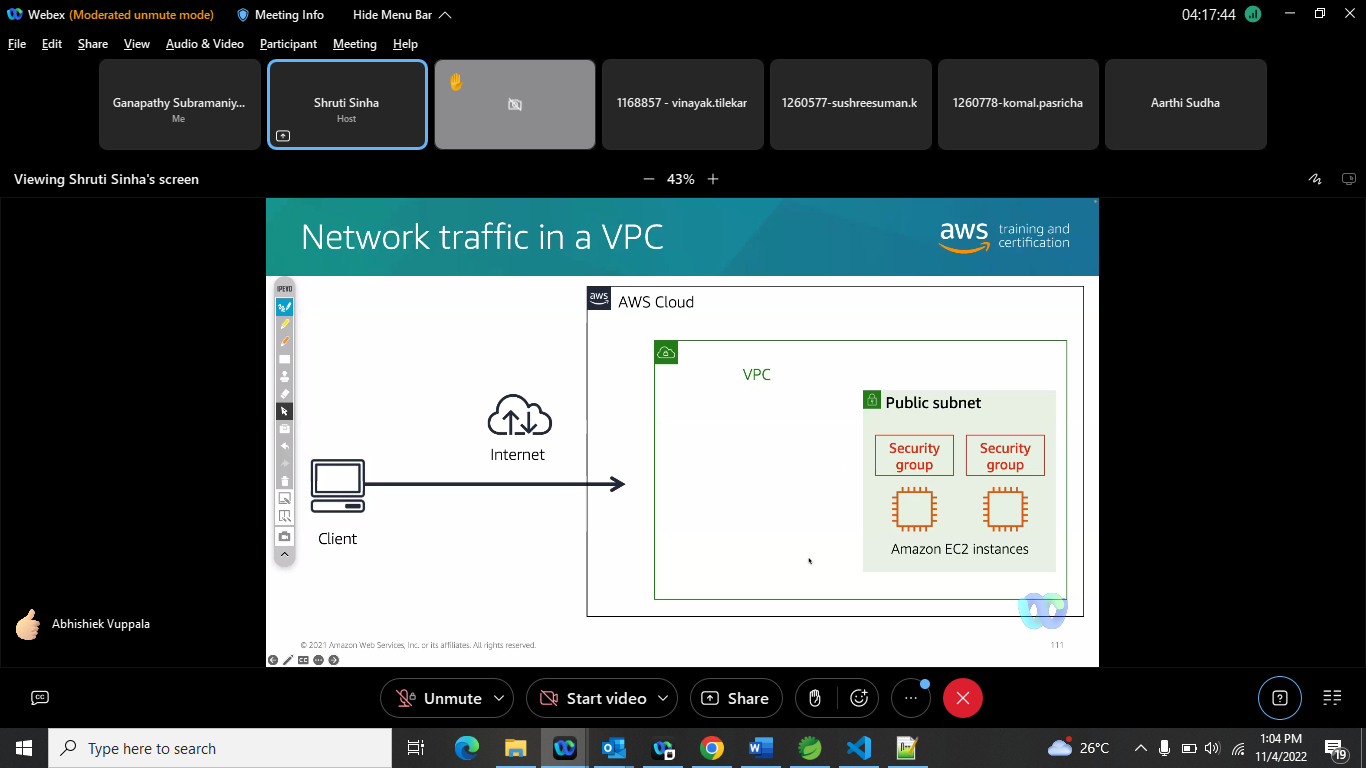 Webex (Moderated unmute mode) Meeting Info Hide Menu Bar 04:17:44
File Edit Share View Audio & Video Participant Meeting Help
Ganapathy Subramaniy...
Me
Shruti Sinha
Host
1168857 - vinayak.tilekar
1260577-sushreesuman.k
1260778-komal.pasricha
Aarthi Sudha
Viewing Shruti Sinha's screen
43%
Network traffic in a VPC
aws training and
certification
IPEVO
aws AWS Cloud
VPC
Public subnet
Security
group
Security
group
Amazon EC2 instances
Internet
Client
Abhishiek Vuppala
© 2021 Amazon Web Services, Inc. or its affiliates. All rights reserved.
111
CC
CC
Unmute
Start video
Share
Type here to search
26°C
1:04 PM
11/4/2022
19